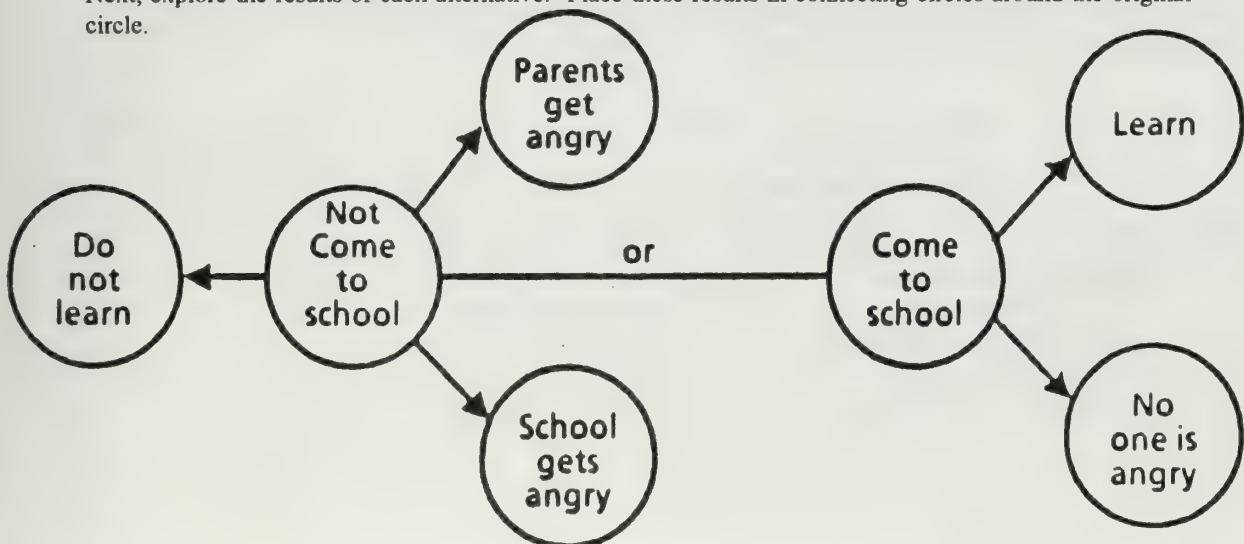 Next, explore the results of each alternative. Place these results in connecting circles around the original
circle.
Parents
get
angry
Learn
Do
not
learn
Not
Come
to
school
or
Come
to
school
School
gets
angry
No
one is
angry